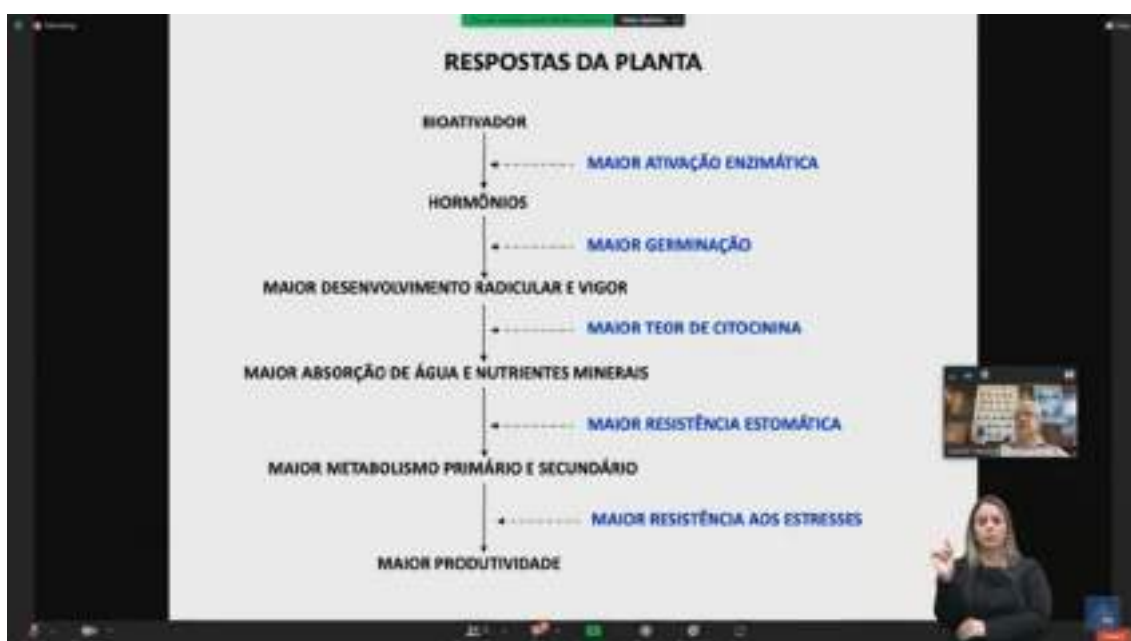 RESPOSTAS DA PLANTA
BIOATIVADOR
MAIOR ATIVAÇÃO ENZIMÁTICA
HORMÔNIOS
MAIOR GERMINAÇÃO
MAIOR DESENVOLVIMENTO RADICULAR E VIGOR
MAIOR TEOR DE CITOCININA
MAIOR ABSORÇÃO DE ÁGUA E NUTRIENTES MINERAIS
MAIOR RESISTÊNCIA ESTOMÁTICA
MAIOR METABOLISMO PRIMÁRIO E SECUNDÁRIO
MAIOR RESISTÊNCIA AOS ESTRESSES
MAIOR PRODUTIVIDADE